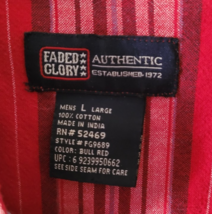 FADED GLORY
AUTHENTIC
ESTABLISHED 1972
MENS L LARGE
100% COTTON
MADE IN INDIA
RN# 52469
STYLE #FG9689
COLOR: BULL RED
UPC : 6 9239950662
SEE SIDE SEAM FOR CARE